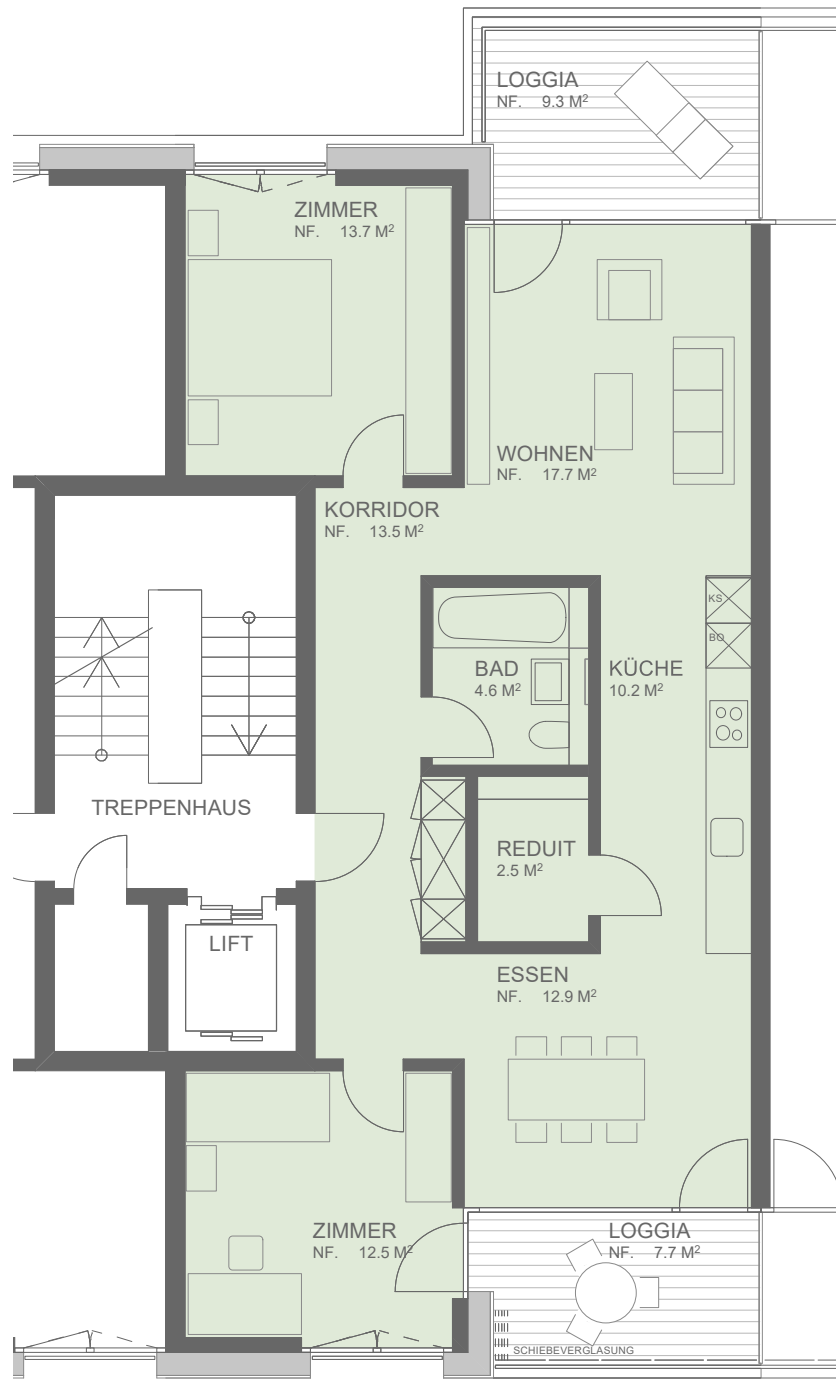 LOGGIA
NF. 9.3 M²
ZIMMER
NF. 13.7 M²
WOHNEN
NF. 17.7 M²
KORRIDOR
NF. 13.5 M²
KS
BO
BAD
4.6 M²
KÜCHE
10.2 M²
TREPPENHAUS
REDUIT
2.5 M²
LIFT
ESSEN
NF. 12.9 M²
ZIMMER
NF. 12.5 M²
LOGGIA
NF. 7.7 M²
SCHIEBEVERGLASUNG